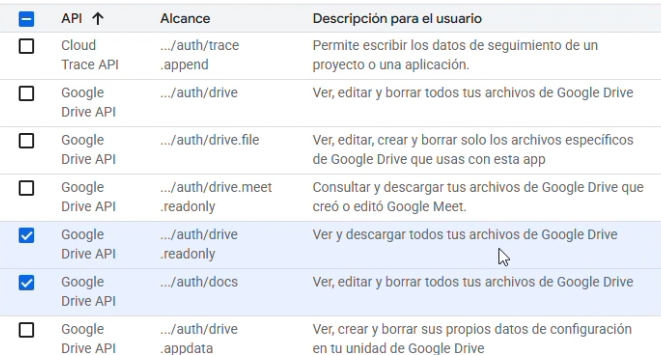 API ↑ Alcance Descripción para el usuario
Cloud .../auth/trace Permite escribir los datos de seguimiento de un
Trace API .append proyecto o una aplicación.
Google .../auth/drive Ver, editar y borrar todos tus archivos de Google Drive
Drive API
Google .../auth/drive.file Ver, editar, crear y borrar solo los archivos específicos
Drive API de Google Drive que usas con esta app
Google .../auth/drive.meet Consultar y descargar tus archivos de Google Drive que
Drive API .readonly creó o editó Google Meet.
Google .../auth/drive Ver y descargar todos tus archivos de Google Drive
Drive API .readonly
Google .../auth/docs Ver, editar y borrar todos tus archivos de Google Drive
Drive API
Google .../auth/drive Ver, crear y borrar sus propios datos de configuración
Drive API .appdata en tu unidad de Google Drive